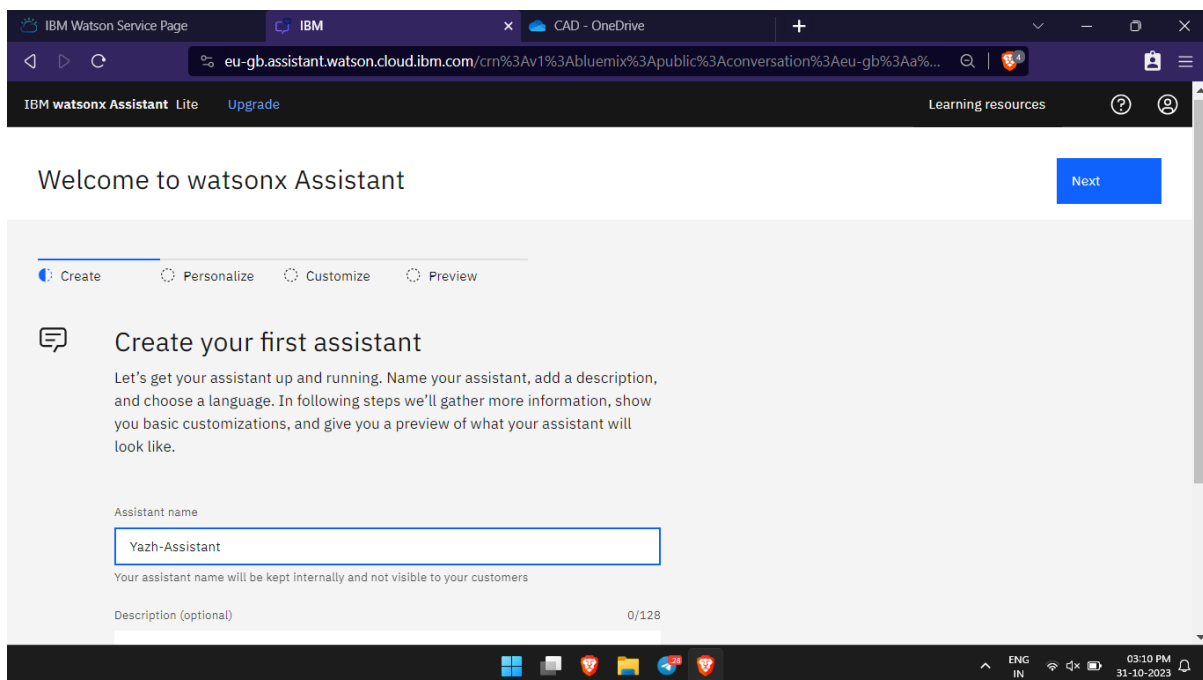 IBM Watson Service Page
IBM
CAD - OneDrive
eu-gb.assistant.watson.cloud.ibm.com/crn%3Av1%3Abluemix%3Apublic%3Aconversation%3Aeu-gb%3Aa%...
4
IBM watsonx Assistant Lite Upgrade Learning resources
Welcome to watsonx Assistant
Next
Create Personalize Customize Preview
Create your first assistant
Let's get your assistant up and running. Name your assistant, add a description,
and choose a language. In following steps we'll gather more information, show
you basic customizations, and give you a preview of what your assistant will
look like.
Assistant name
Yazh-Assistant
Your assistant name will be kept internally and not visible to your customers
Description (optional) 0/128
28
ENG
IN
03:10 PM
31-10-2023